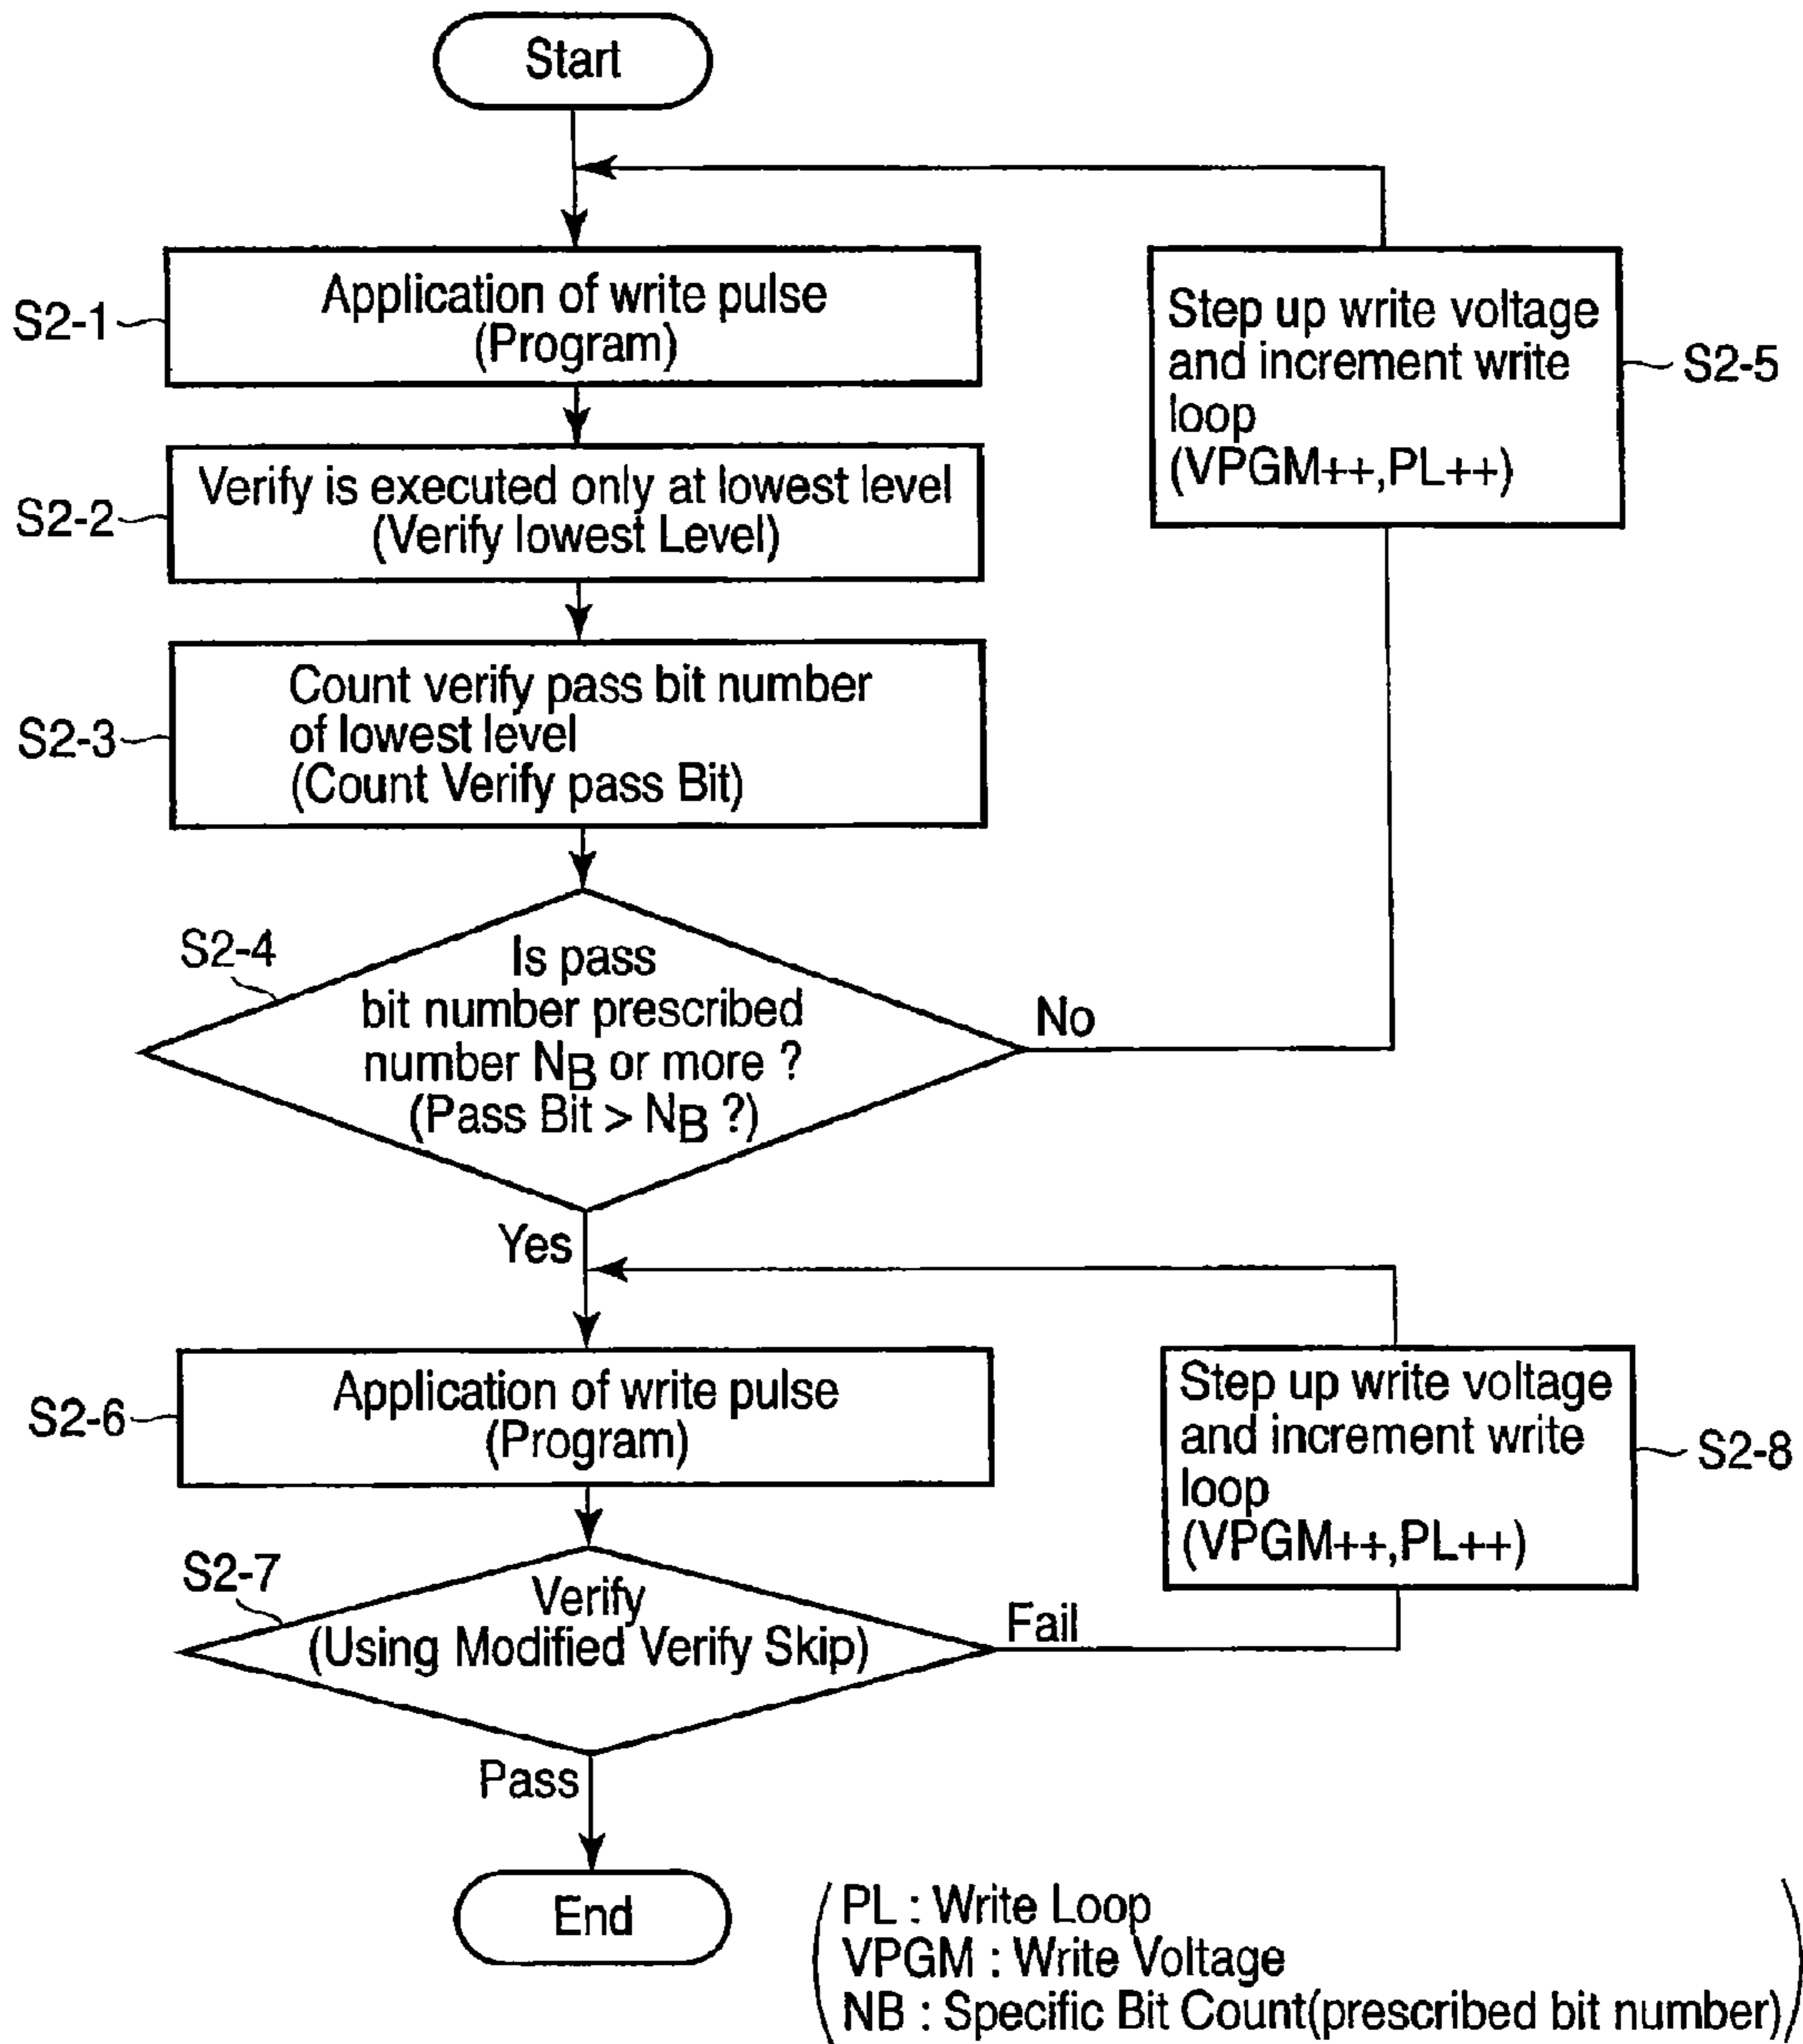 Start
S2-1
Application of write pulse
(Program)
S2-2
Verify is executed only at lowest level
(Verify lowest Level)
S2-3
Count verify pass bit number
of lowest level
(Count Verify pass Bit)
S2-4
Is pass
bit number prescribed
number NB or more ?
(Pass Bit > NB ?)
No
Step up write voltage
and increment write
loop
(VPGM++,PL++)
S2-5
Yes
S2-6
Application of write pulse
(Program)
S2-7
Verify
(Using Modified Verify Skip)
Fail
Step up write voltage
and increment write
loop
(VPGM++,PL++)
S2-8
Pass
End
PL : Write Loop
VPGM : Write Voltage
NB : Specific Bit Count(prescribed bit number)